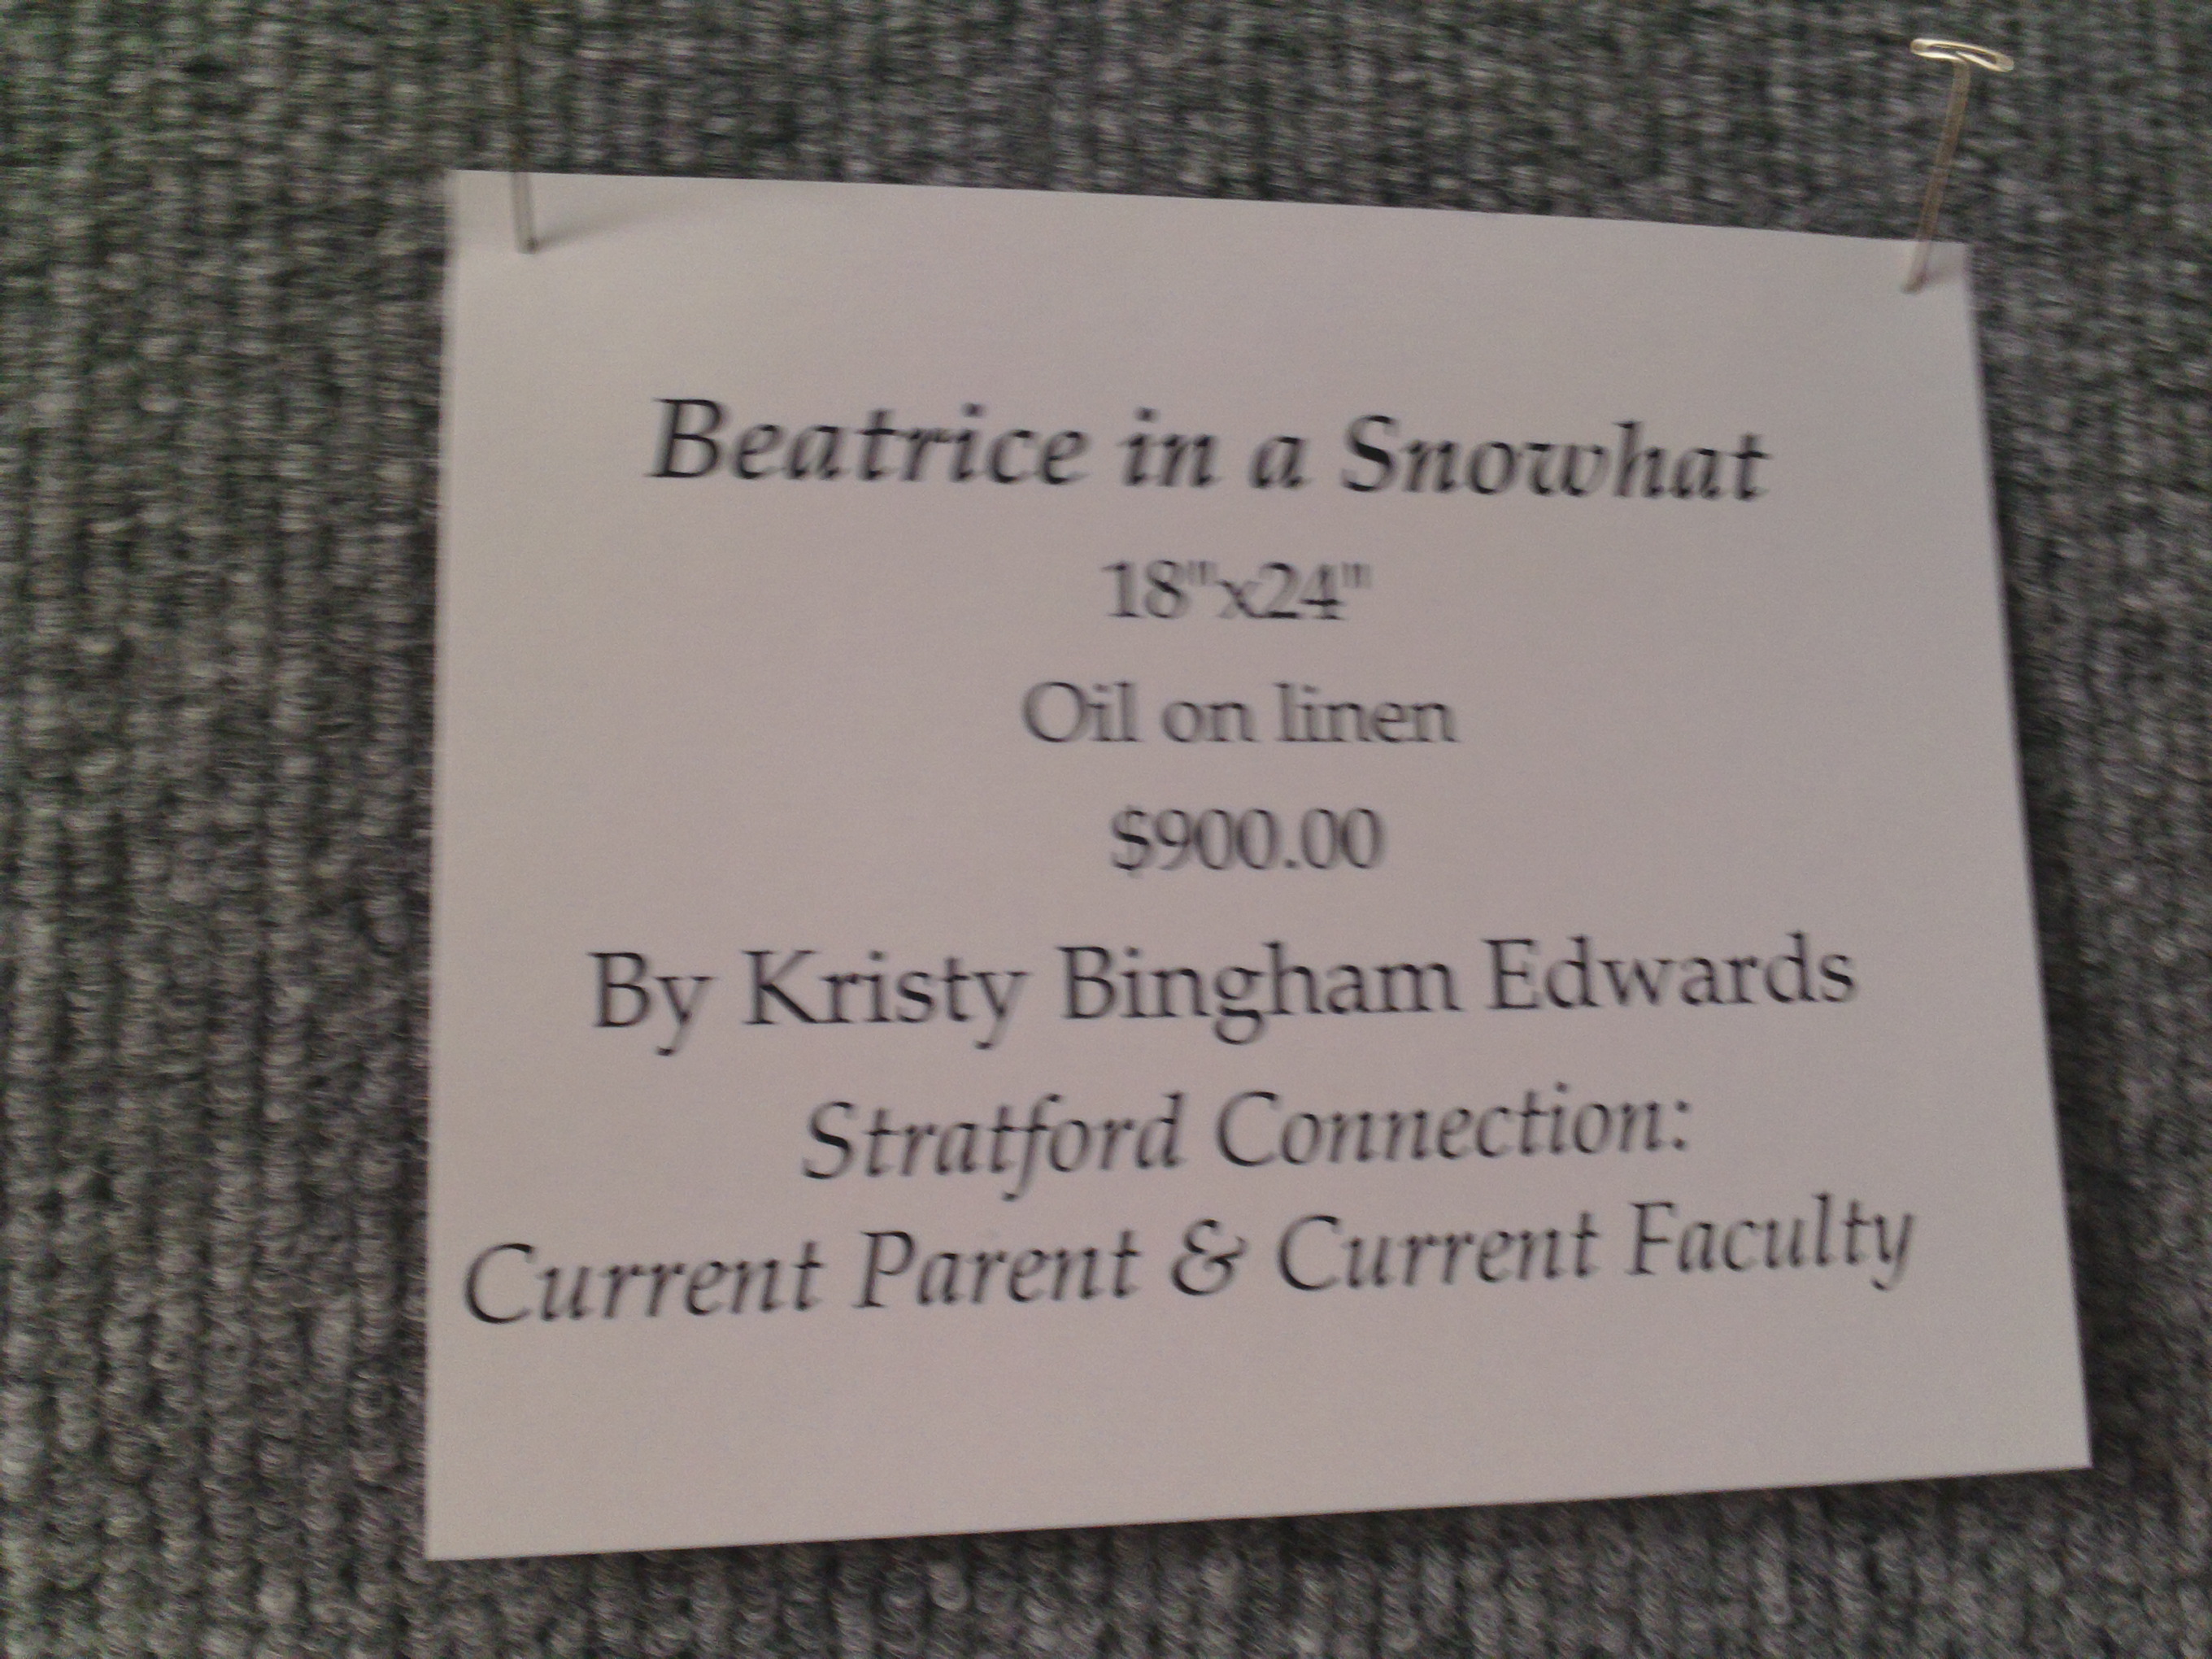 Beatrice in a Snowhat
18"x24"
Oil on linen
$900.00
By Kristy Bingham Edwards
Stratford Connection:
Current Parent & Current Faculty